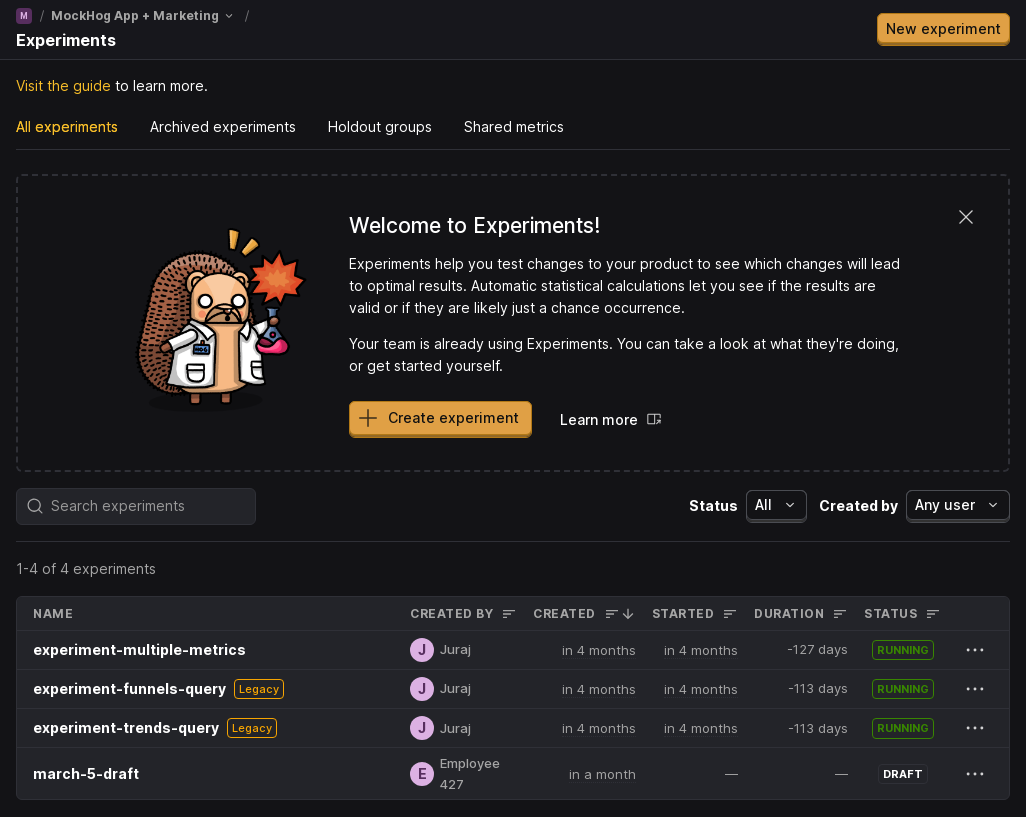 M / MockHog App + Marketing /
Experiments
New experiment
Visit the guide to learn more.
All experiments Archived experiments Holdout groups Shared metrics
Welcome to Experiments!
Experiments help you test changes to your product to see which changes will lead
to optimal results. Automatic statistical calculations let you see if the results are
valid or if they are likely just a chance occurrence.
Your team is already using Experiments. You can take a look at what they're doing,
or get started yourself.
Create experiment Learn more
Search experiments Status All Created by Any user
1-4 of 4 experiments
NAME CREATED BY CREATED STARTED DURATION STATUS
experiment-multiple-metrics J Juraj in 4 months in 4 months -127 days RUNNING
experiment-funnels-query Legacy J Juraj in 4 months in 4 months -113 days RUNNING
experiment-trends-query Legacy J Juraj in 4 months in 4 months -113 days RUNNING
march-5-draft E Employee 427 in a month — — DRAFT